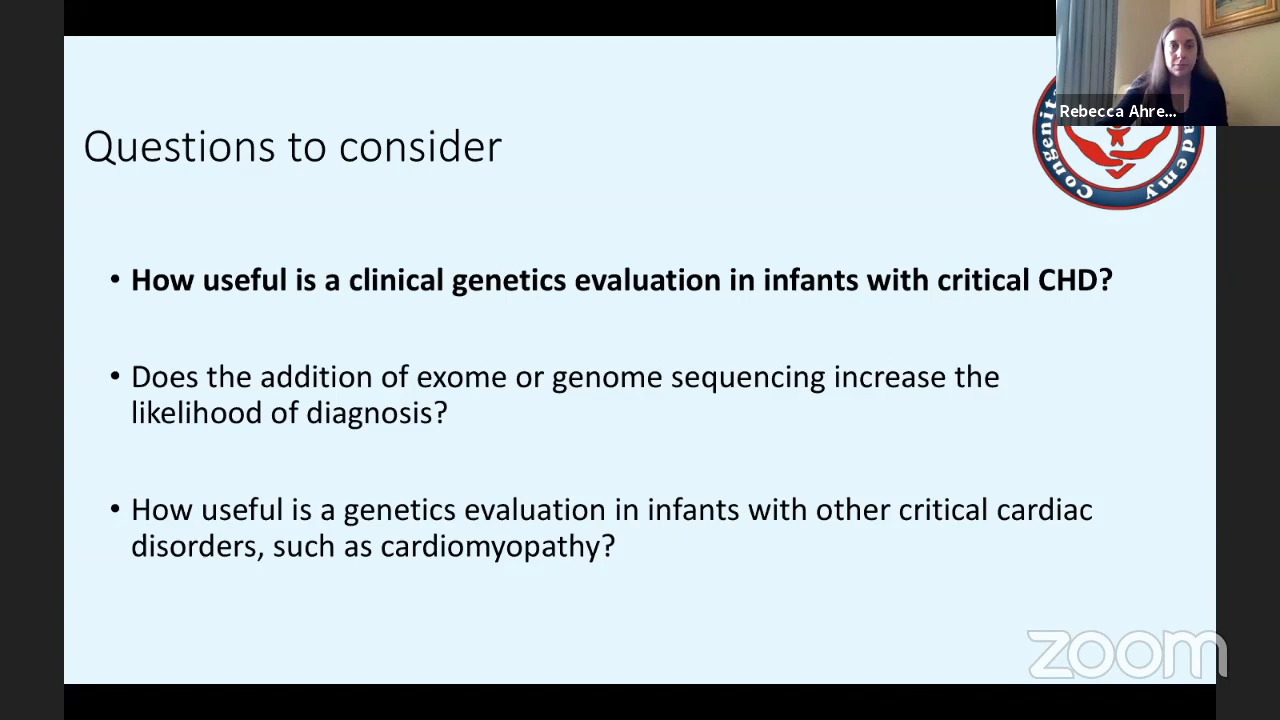 Rebecca Ahre...
Congenit
ademy
Questions to consider
• How useful is a clinical genetics evaluation in infants with critical CHD?
• Does the addition of exome or genome sequencing increase the
likelihood of diagnosis?
• How useful is a genetics evaluation in infants with other critical cardiac
disorders, such as cardiomyopathy?
zoom